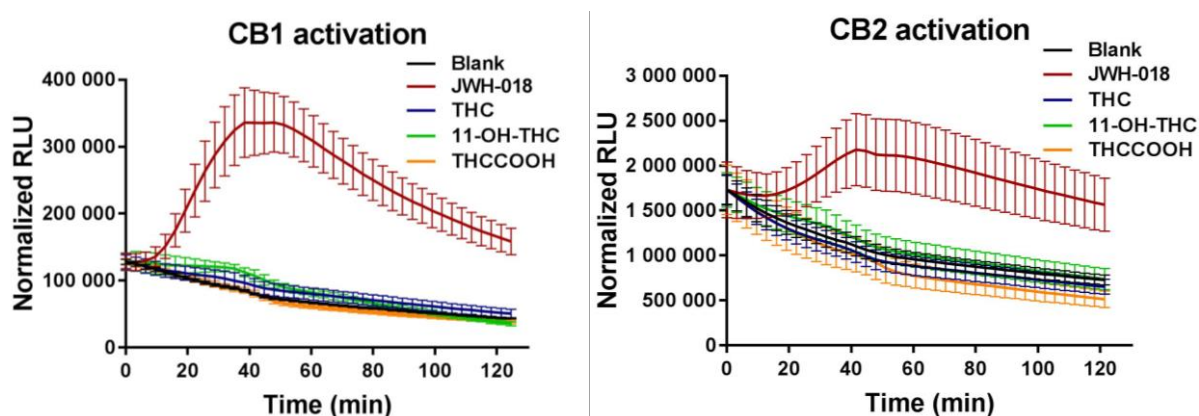 CB1 activation
Blank
JWH-018
THC
11-OH-THC
THCCOOH
400 000
300 000
200 000
100 000
0
Normalized RLU
0 20 40 60 80 100 120
Time (min)
CB2 activation
Blank
JWH-018
THC
11-OH-THC
THCCOOH
3 000 000
2 500 000
2 000 000
1 500 000
1 000 000
500 000
0
Normalized RLU
0 20 40 60 80 100 120
Time (min)